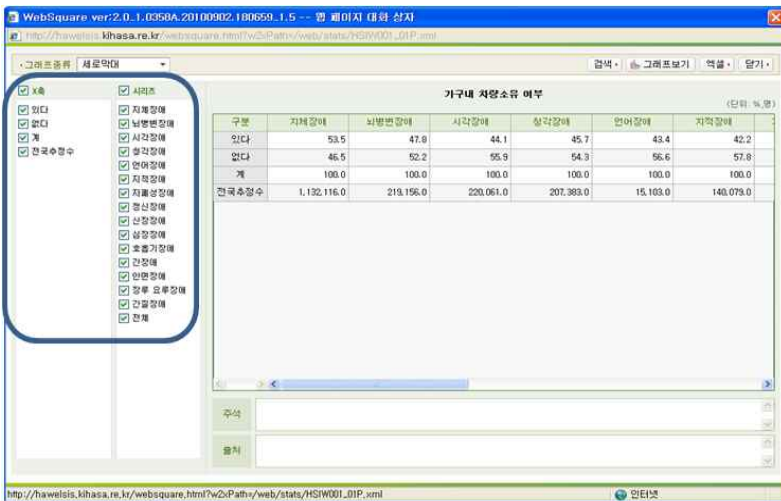 WebSquare ver:2.0_1.0358A.20100902.180659_1.5 -- 웹 페이지 대화 상자
http://hawelsis.kihasa.re.kr/websquare.html?w2xPath=/web/stats/HSIW001_01P.xml
그래프종류 세로막대 검색 그래프보기 엑셀 닫기
X축 시리즈
있다
없다
계
전국추정수
지체장애
뇌병변장애
시각장애
청각장애
언어장애
지적장애
자폐성장애
정신장애
신장장애
심장장애
호흡기장애
간장애
안면장애
장루 요루장애
간질장애
전체
가구내 차량소유 여부
(단위: %,명)
구분 지체장애 뇌병변장애 시각장애 청각장애 언어장애 지적장애
있다 53.5 47.8 44.1 45.7 43.4 42.2
없다 46.5 52.2 55.9 54.3 56.6 57.8
계 100.0 100.0 100.0 100.0 100.0 100.0
전국추정수 1,132,116.0 219,156.0 220,061.0 207,383.0 15,103.0 140,079.0
주석
출처
http://hawelsis.kihasa.re.kr/websquare.html?w2xPath=/web/stats/HSIW001_01P.xml 인터넷